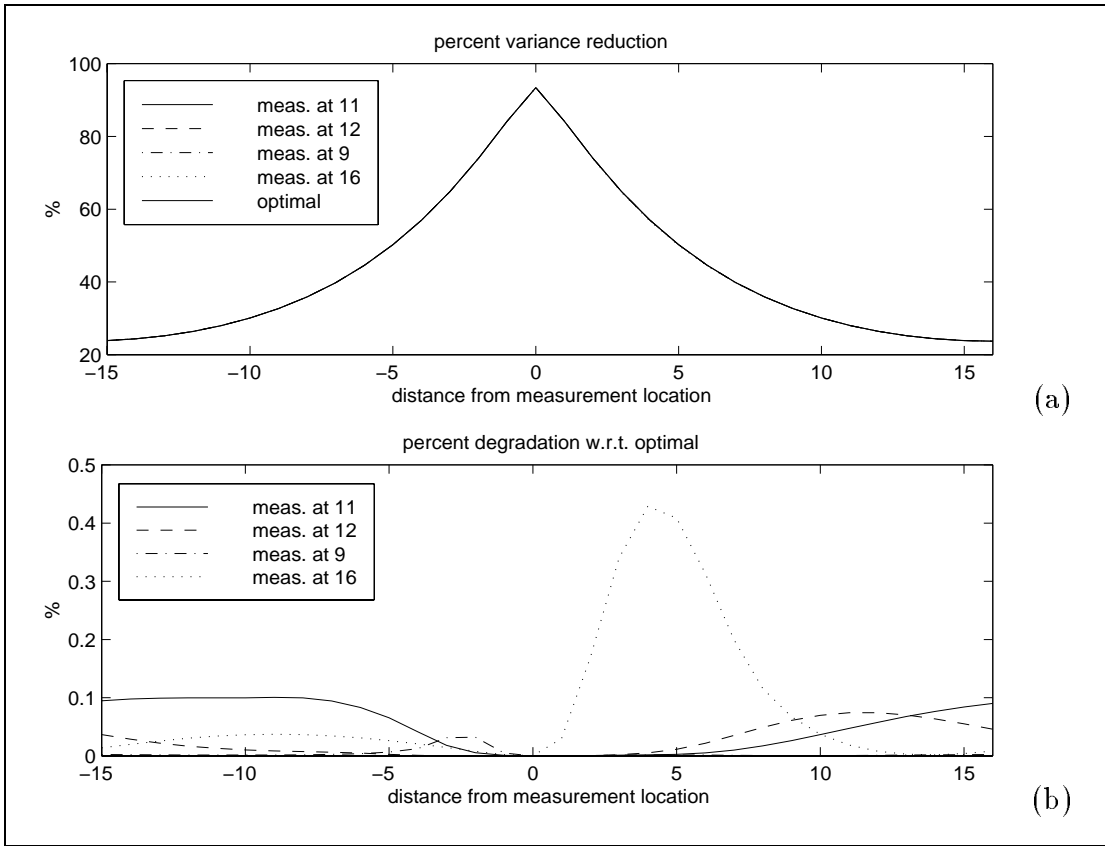 percent variance reduction
100
80
60
40
20
%
meas. at 11
meas. at 12
meas. at 9
meas. at 16
optimal
−15 −10 −5 0 5 10 15
distance from measurement location
(a)
percent degradation w.r.t. optimal
0.5
0.4
0.3
0.2
0.1
0
%
meas. at 11
meas. at 12
meas. at 9
meas. at 16
−15 −10 −5 0 5 10 15
distance from measurement location
(b)